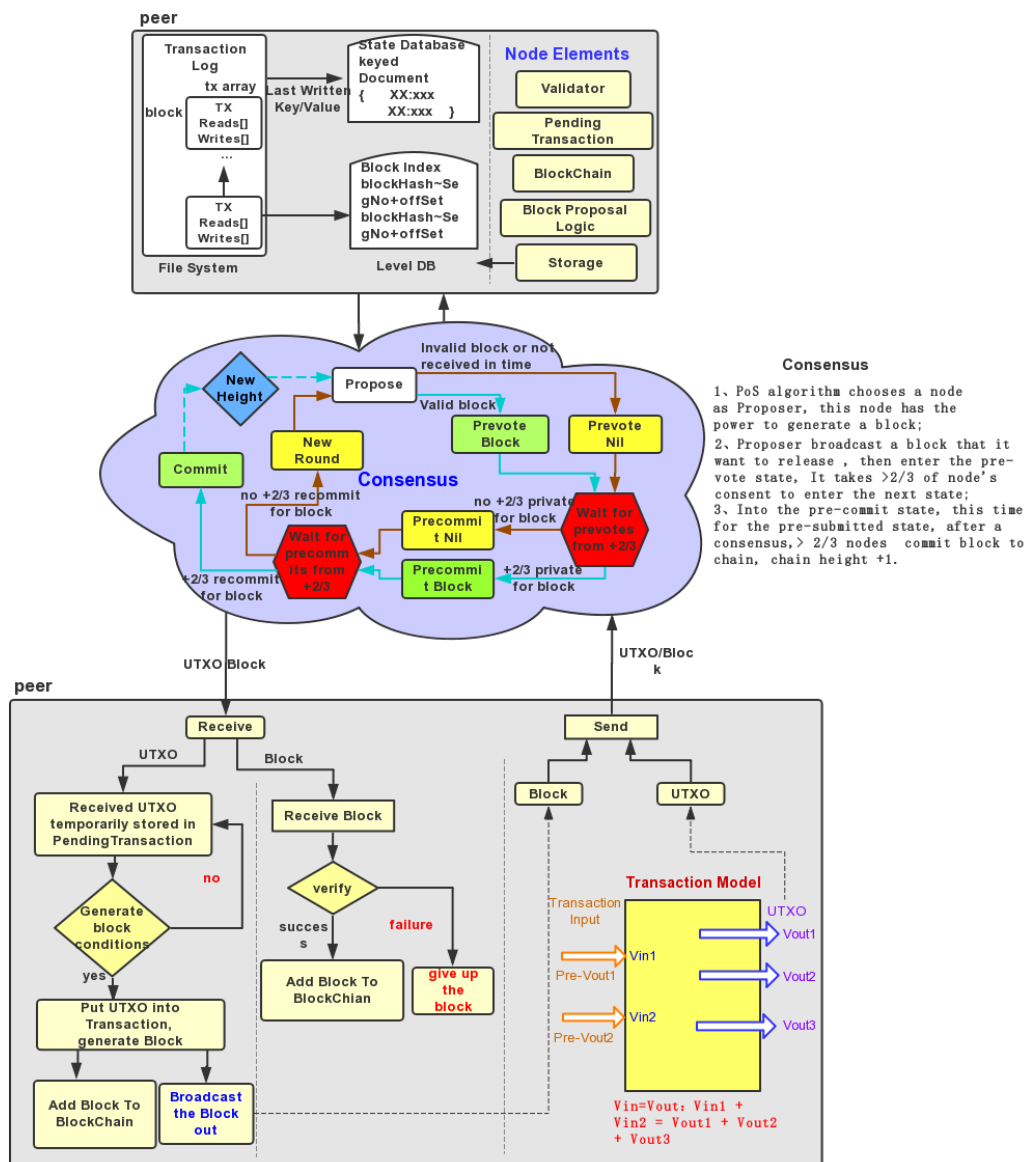 peer
Transaction
Log
tx array
block
TX
Reads[]
Writes[]
...
TX
Reads[]
Writes[]
File System
Last Written
Key/Value
State Database
keyed
Document
{ XX:xxx
XX:xxx }
Block Index
blockHash~Se
gNo+offSet
blockHash~Se
gNo+offSet
Level DB
Node Elements
Validator
Pending
Transaction
BlockChain
Block Proposal
Logic
Storage
New
Height
Propose
Invalid block or not
received in time
Valid block
Prevote
Block
Prevote
Nil
New
Round
Commit
Consensus
no +2/3 recommit
for block
no +2/3 private
for block
Wait for
prevotes
from +2/3
Precommi
t Nil
Wait for
precomm
its from
+2/3
Precommi
t Block
+2/3 private
for block
+2/3 recommit
for block
Consensus
1、PoS algorithm chooses a node
as Proposer, this node has the
power to generate a block;
2、Proposer broadcast a block that it
want to release , then enter the pre-
vote state, It takes >2/3 of node's
consent to enter the next state;
3、Into the pre-commit state, this time
for the pre-submitted state, after a
consensus,> 2/3 nodes commit block to
chain, chain height +1.
UTXO Block
UTXO/Bloc
k
peer
Receive
UTXO
Block
Received UTXO
temporarily stored in
PendingTransaction
no
Generate
block
conditions
yes
Put UTXO into
Transaction,
generate Block
Add Block To
BlockChain
Broadcast
the Block
out
Receive Block
verify
succes
s
failure
Add Block To
BlockChian
give up
the
block
Send
Block
UTXO
Transaction Model
Transaction
Input
UTXO
Vin1
Pre-Vout1
Vin2
Pre-Vout2
Vout1
Vout2
Vout3
Vin=Vout: Vin1 +
Vin2 = Vout1 + Vout2
+ Vout3